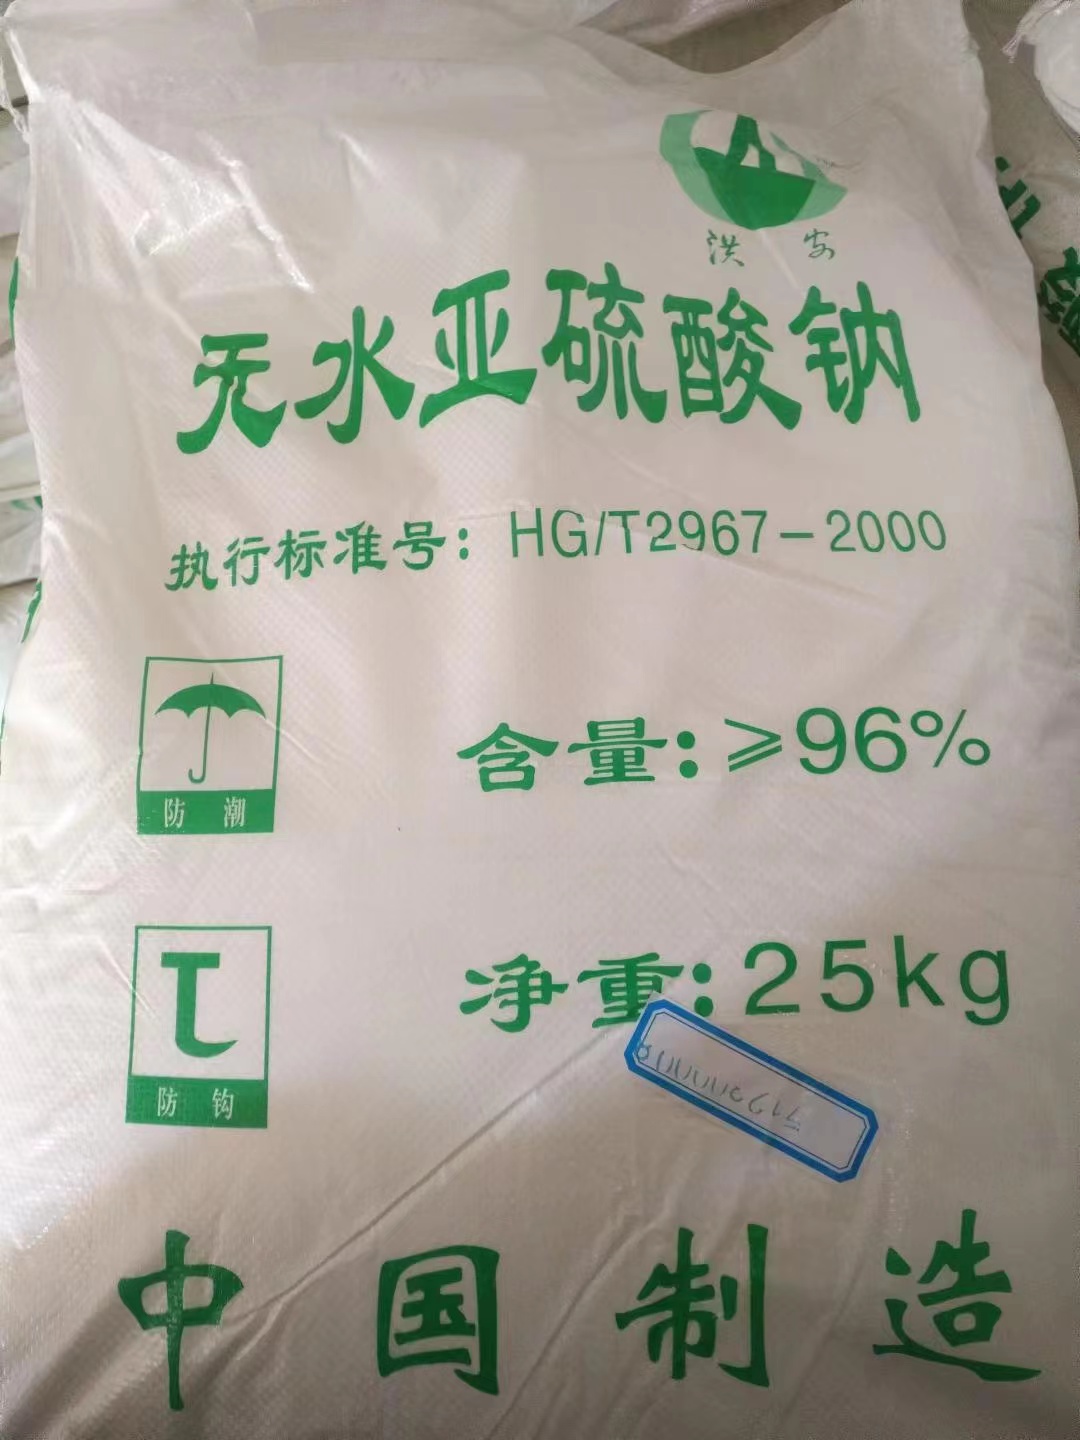 洪安
无水亚硫酸钠
执行标准号：HG/T2967-2000
含量：≥96%
防潮
净重：25kg
防钩
中国制造